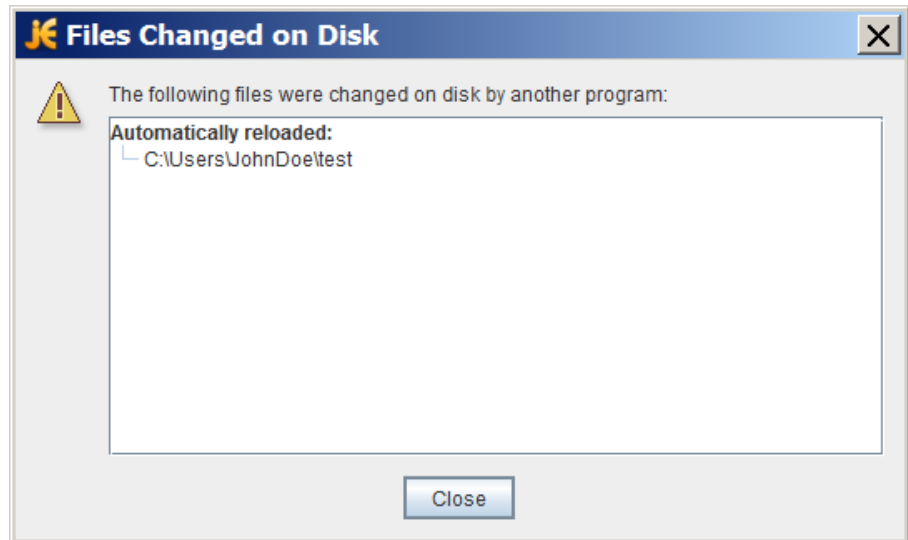 Files Changed on Disk
The following files were changed on disk by another program:
Automatically reloaded:
C:\Users\JohnDoe\test
Close